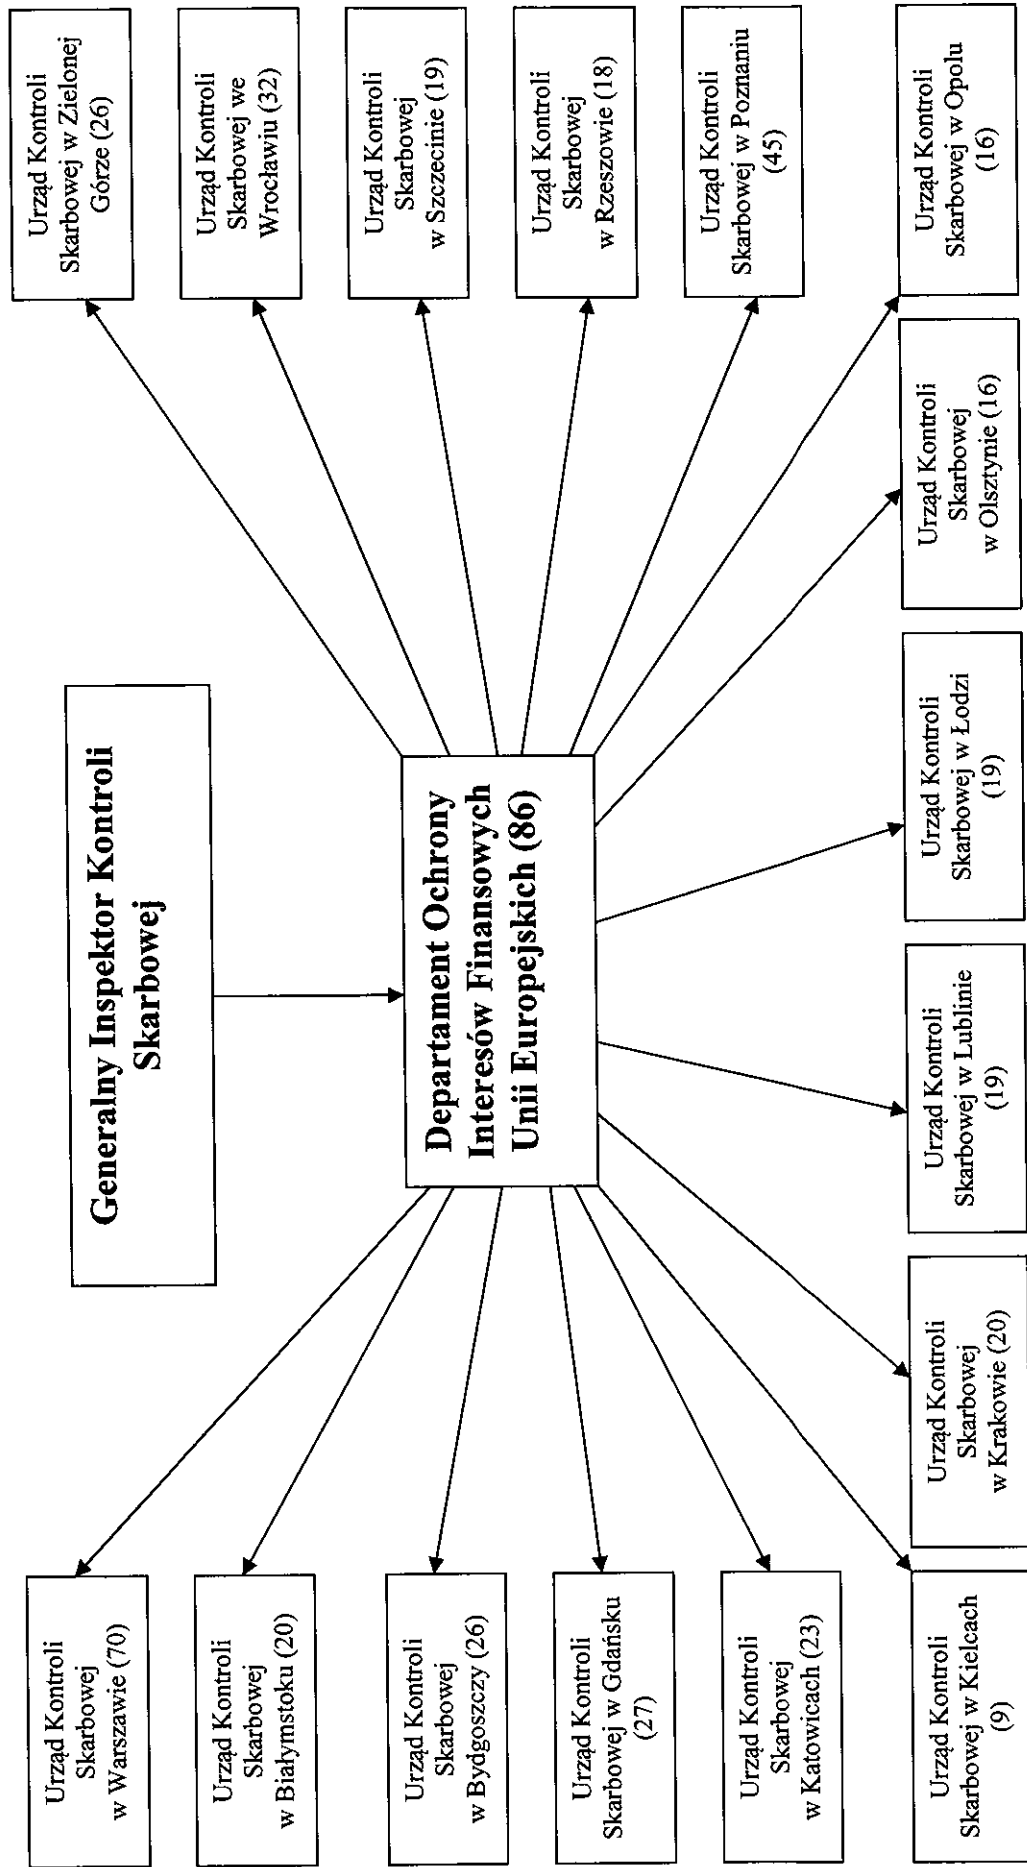 Generalny Inspektor Kontroli
Skarbowej
Departament Ochrony
Interesów Finansowych
Unii Europejskich (86)
Urząd Kontroli
Skarbowej
w Warszawie (70)
Urząd Kontroli
Skarbowej
w Białymstoku (20)
Urząd Kontroli
Skarbowej
w Bydgoszczy (26)
Urząd Kontroli
Skarbowej w Gdańsku
(27)
Urząd Kontroli
Skarbowej
w Katowicach (23)
Urząd Kontroli
Skarbowej w Kielcach
(9)
Urząd Kontroli
Skarbowej
w Krakowie (20)
Urząd Kontroli
Skarbowej w Lublinie
(19)
Urząd Kontroli
Skarbowej w Łodzi
(19)
Urząd Kontroli
Skarbowej
w Olsztynie (16)
Urząd Kontroli
Skarbowej w Opolu
(16)
Urząd Kontroli
Skarbowej w Poznaniu
(45)
Urząd Kontroli
Skarbowej
w Rzeszowie (18)
Urząd Kontroli
Skarbowej
w Szczecinie (19)
Urząd Kontroli
Skarbowej we
Wrocławiu (32)
Urząd Kontroli
Skarbowej w Zielonej
Górze (26)